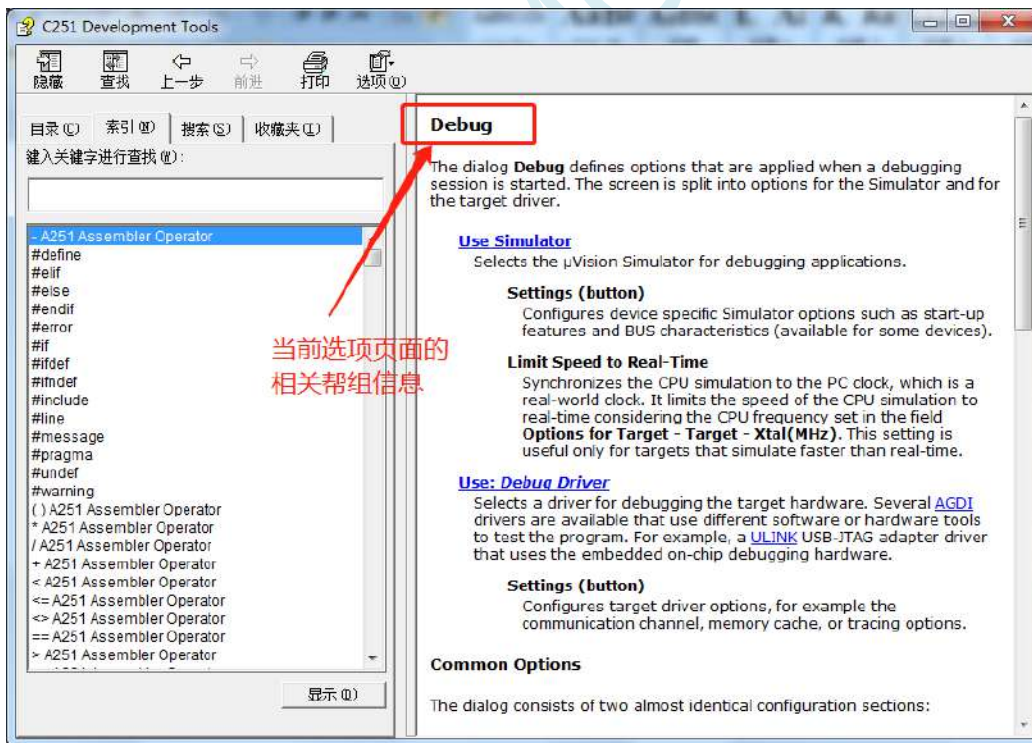 C251 Development Tools
隐藏 查找 上一步 前进 打印 选项(O)
目录(C) 索引(N) 搜索(S) 收藏夹(I)
键入关键字进行查找(W):
- A251 Assembler Operator
#define
#elif
#else
#endif
#error
#if
#ifdef
#ifndef
#include
#line
#message
#pragma
#undef
#warning
( ) A251 Assembler Operator
* A251 Assembler Operator
/ A251 Assembler Operator
+ A251 Assembler Operator
< A251 Assembler Operator
<= A251 Assembler Operator
<> A251 Assembler Operator
== A251 Assembler Operator
> A251 Assembler Operator
显示(D)
当前选项页面的
相关帮组信息
Debug
The dialog Debug defines options that are applied when a debugging
session is started. The screen is split into options for the Simulator and for
the target driver.
Use Simulator
Selects the µVision Simulator for debugging applications.
Settings (button)
Configures device specific Simulator options such as start-up
features and BUS characteristics (available for some devices).
Limit Speed to Real-Time
Synchronizes the CPU simulation to the PC clock, which is a
real-world clock. It limits the speed of the CPU simulation to
real-time considering the CPU frequency set in the field
Options for Target - Target - Xtal(MHz). This setting is
useful only for targets that simulate faster than real-time.
Use: Debug Driver
Selects a driver for debugging the target hardware. Several AGDI
drivers are available that use different software or hardware tools
to test the program. For example, a ULINK USB-JTAG adapter driver
that uses the embedded on-chip debugging hardware.
Settings (button)
Configures target driver options, for example the
communication channel, memory cache, or tracing options.
Common Options
The dialog consists of two almost identical configuration sections: